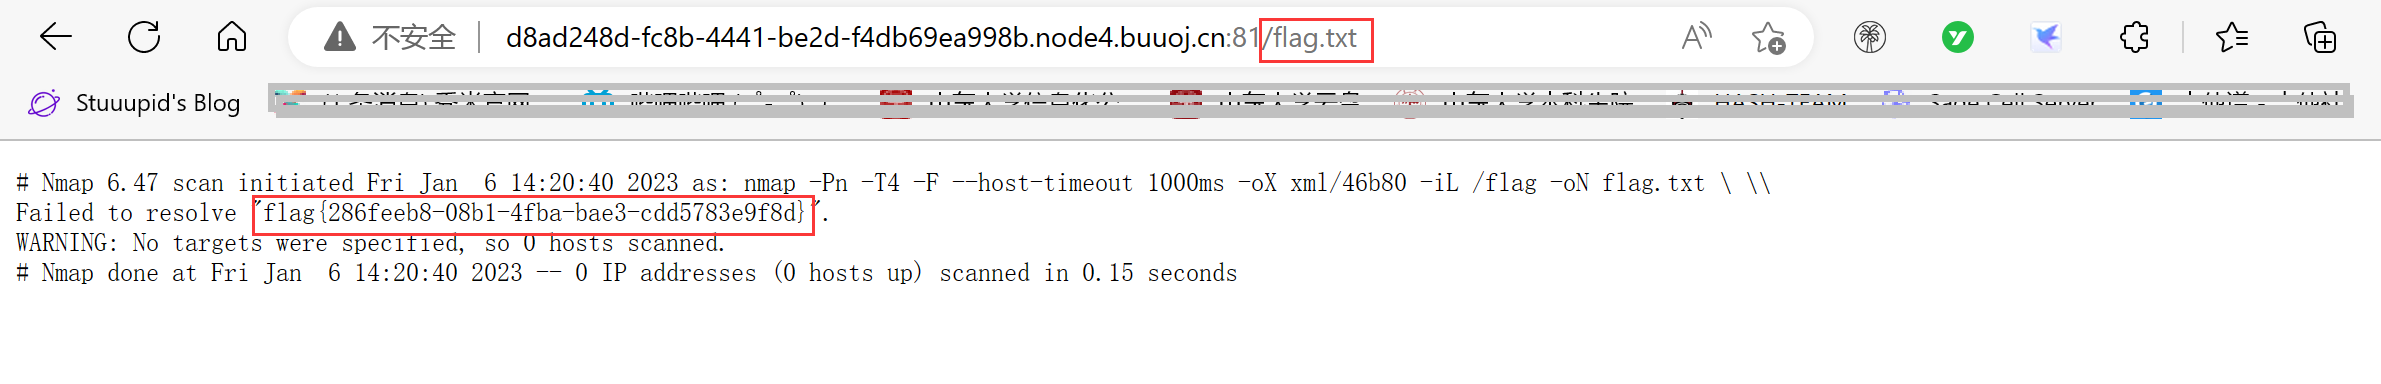 不安全 d8ad248d-fc8b-4441-be2d-f4db69ea998b.node4.buuoj.cn:81/flag.txt
Stuuupid's Blog
# Nmap 6.47 scan initiated Fri Jan  6 14:20:40 2023 as: nmap -Pn -T4 -F --host-timeout 1000ms -oX xml/46b80 -iL /flag -oN flag.txt \ \\
Failed to resolve "flag{286feeb8-08b1-4fba-bae3-cdd5783e9f8d}".
WARNING: No targets were specified, so 0 hosts scanned.
# Nmap done at Fri Jan  6 14:20:40 2023 -- 0 IP addresses (0 hosts up) scanned in 0.15 seconds